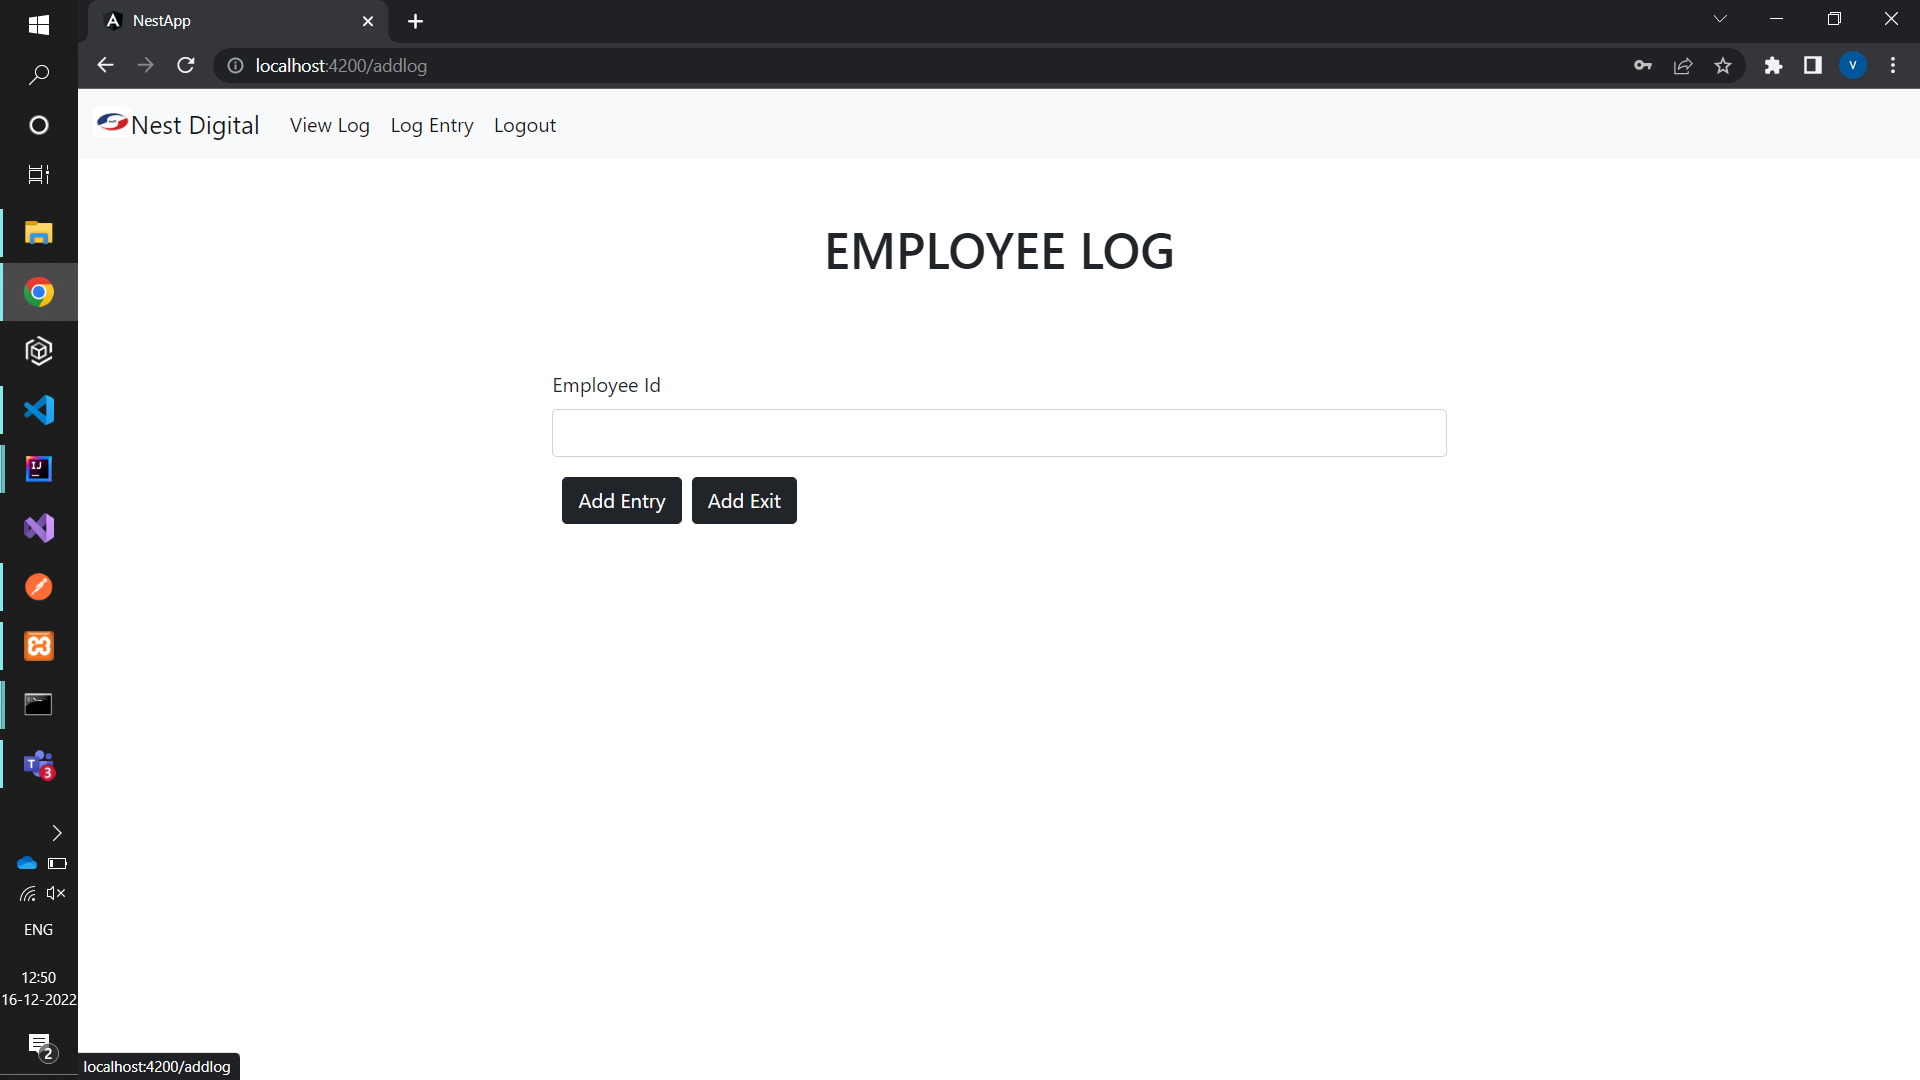 NestApp
localhost:4200/addlog
V
Nest Digital
View Log
Log Entry
Logout
EMPLOYEE LOG
Employee Id
Add Entry
Add Exit
IJ
T
3
ENG
12:50
16-12-2022
2
localhost:4200/addlog